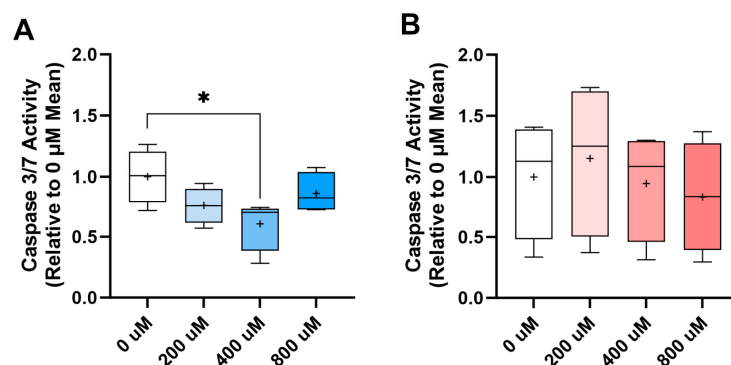 A
Caspase 3/7 Activity
(Relative to 0 µM Mean)
2.0
1.5
1.0
0.5
0.0
*
0 uM
200 uM
400 uM
800 uM
B
Caspase 3/7 Activity
(Relative to 0 µM Mean)
2.0
1.5
1.0
0.5
0.0
0 uM
200 uM
400 uM
800 uM